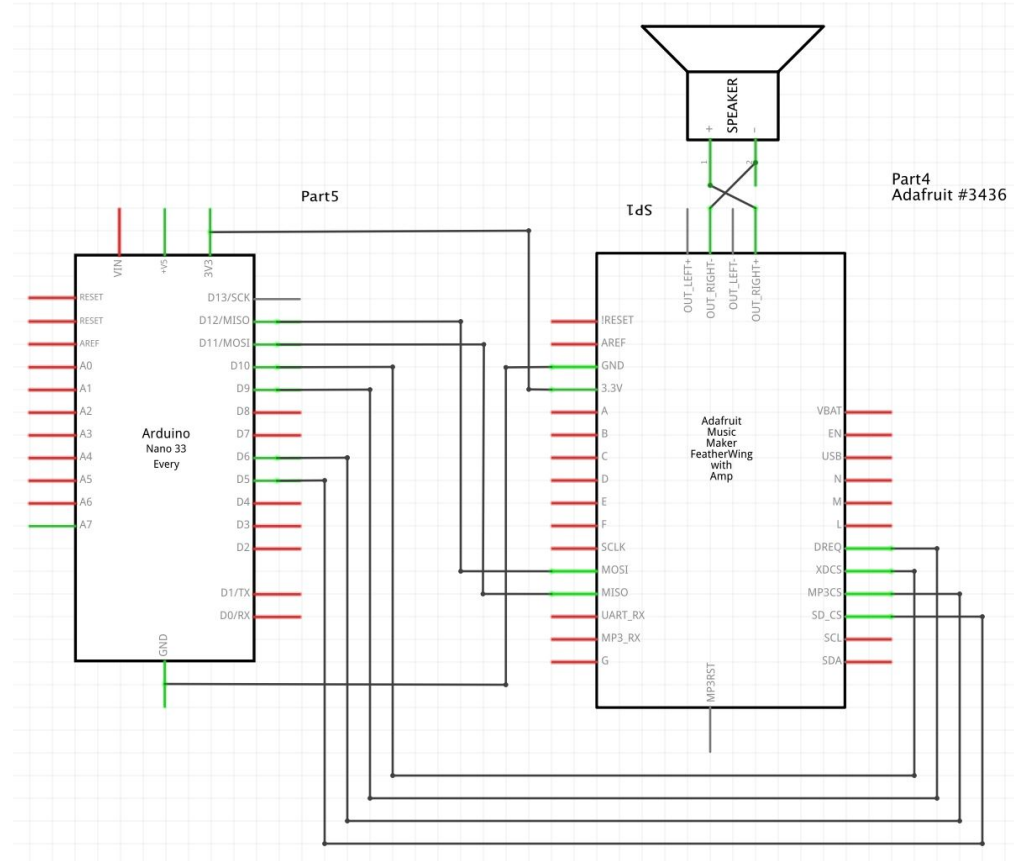 SPEAKER
+
-
1
2
Part4
Adafruit #3436
Part5
SP1
VIN
+V5
3V3
OUT_LEFT+
OUT_RIGHT-
OUT_LEFT-
OUT_RIGHT+
RESET
RESET
AREF
A0
A1
A2
A3
A4
A5
A6
A7
Arduino
Nano 33
Every
D13/SCK
D12/MISO
D11/MOSI
D10
D9
D8
D7
D6
D5
D4
D3
D2
D1/TX
D0/RX
GND
!RESET
AREF
GND
3.3V
A
B
C
D
E
F
SCLK
MOSI
MISO
UART_RX
MP3_RX
G
Adafruit
Music
Maker
FeatherWing
with
Amp
VBAT
EN
USB
N
M
L
DREQ
XDCS
MP3CS
SD_CS
SCL
SDA
MP3RST